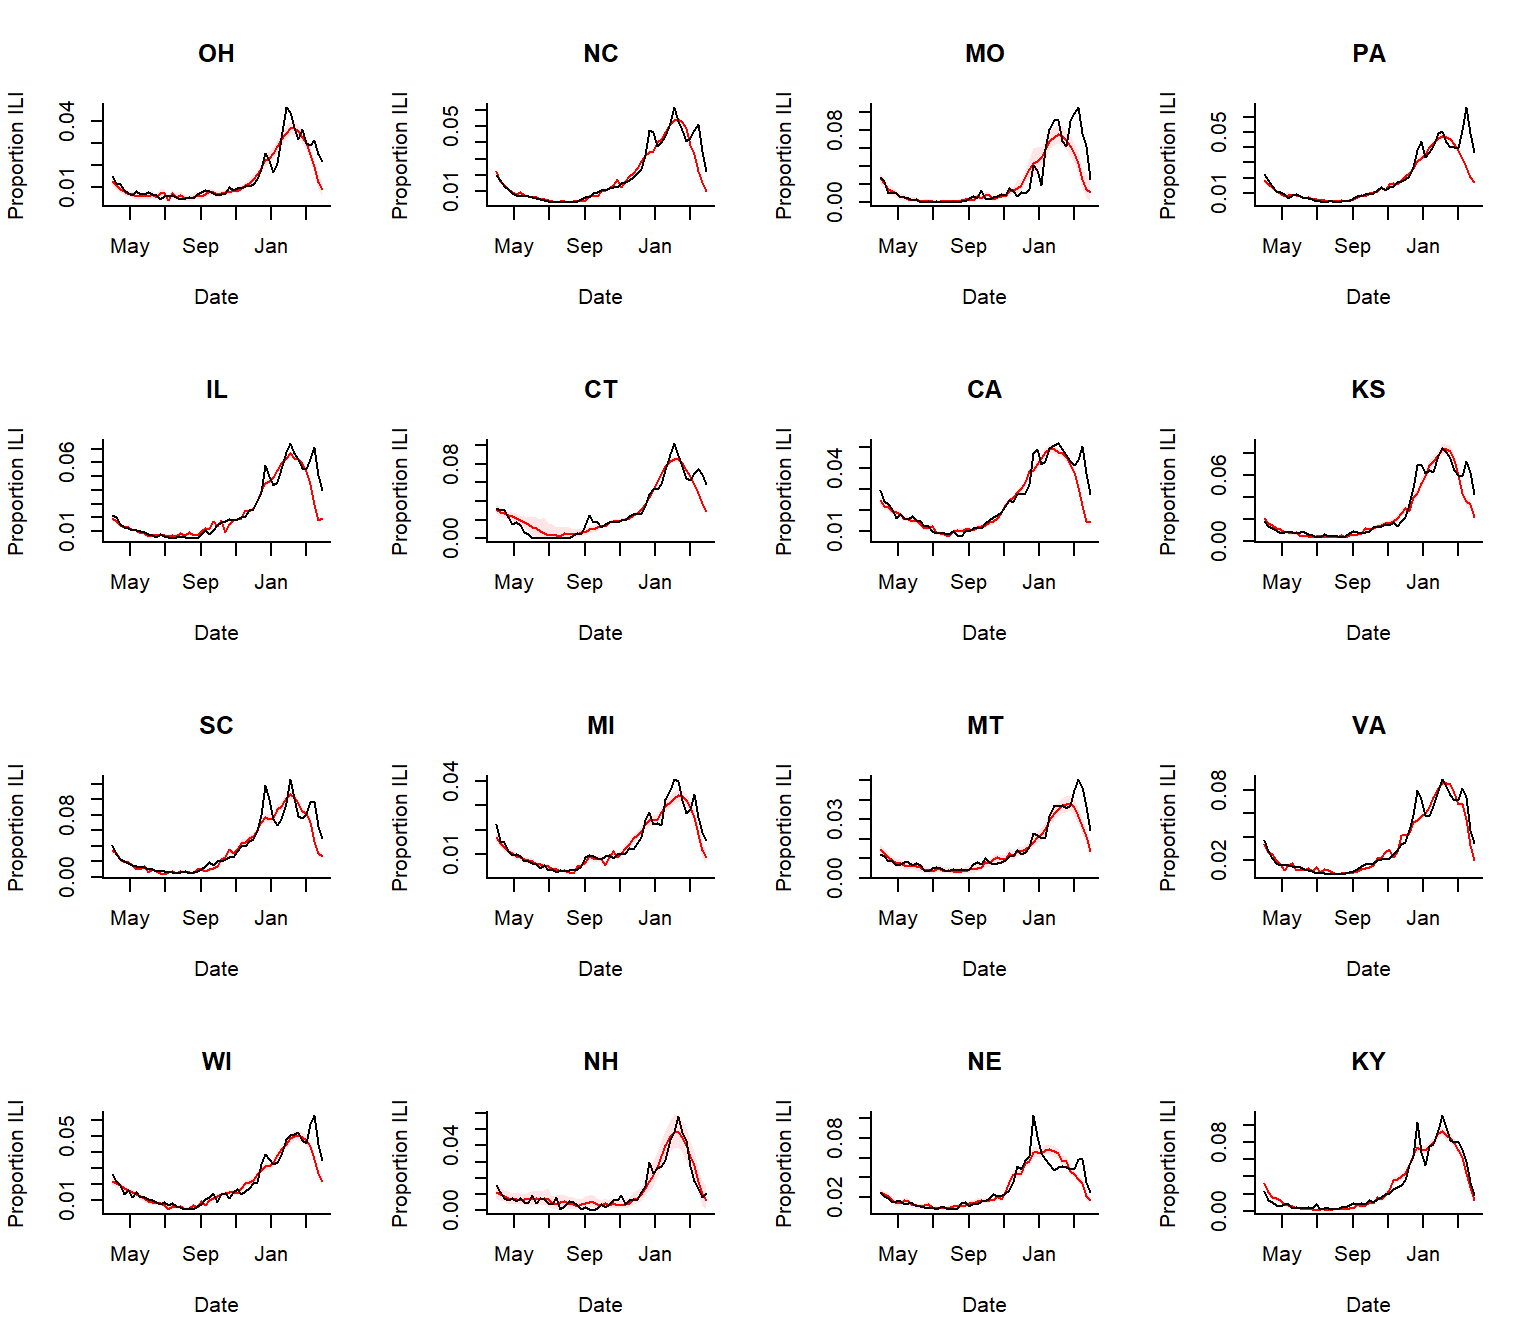 OH
NC
MO
PA
Proportion ILI
0.01 0.04
Proportion ILI
0.01 0.05
Proportion ILI
0.00 0.08
Proportion ILI
0.01 0.05
May Sep Jan
May Sep Jan
May Sep Jan
May Sep Jan
Date
Date
Date
Date
IL
CT
CA
KS
Proportion ILI
0.01 0.06
Proportion ILI
0.00 0.08
Proportion ILI
0.01 0.04
Proportion ILI
0.00 0.06
May Sep Jan
May Sep Jan
May Sep Jan
May Sep Jan
Date
Date
Date
Date
SC
MI
MT
VA
Proportion ILI
0.00 0.08
Proportion ILI
0.01 0.04
Proportion ILI
0.00 0.03
Proportion ILI
0.02 0.08
May Sep Jan
May Sep Jan
May Sep Jan
May Sep Jan
Date
Date
Date
Date
WI
NH
NE
KY
Proportion ILI
0.01 0.05
Proportion ILI
0.00 0.04
Proportion ILI
0.02 0.08
Proportion ILI
0.00 0.08
May Sep Jan
May Sep Jan
May Sep Jan
May Sep Jan
Date
Date
Date
Date